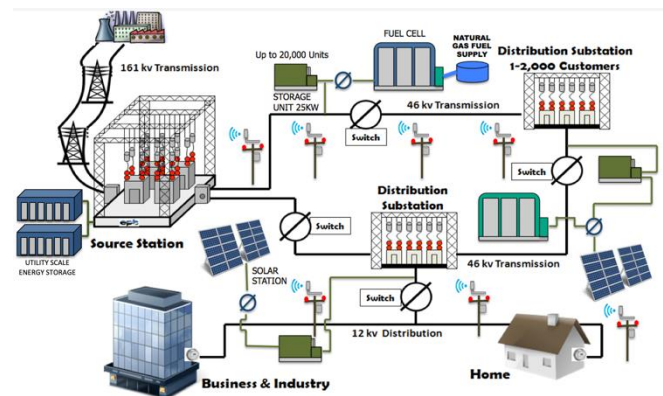 161 kv Transmission
Up to 20,000 Units
FUEL CELL
NATURAL
GAS FUEL
SUPPLY
Distribution Substation
1-2,000 Customers
STORAGE
UNIT 25KW
46 kv Transmission
Switch
Switch
Distribution
Substation
Switch
epb
Source Station
UTILITY SCALE
ENERGY STORAGE
SOLAR
STATION
46 kv Transmission
Switch
12 kv Distribution
Business & Industry
Home